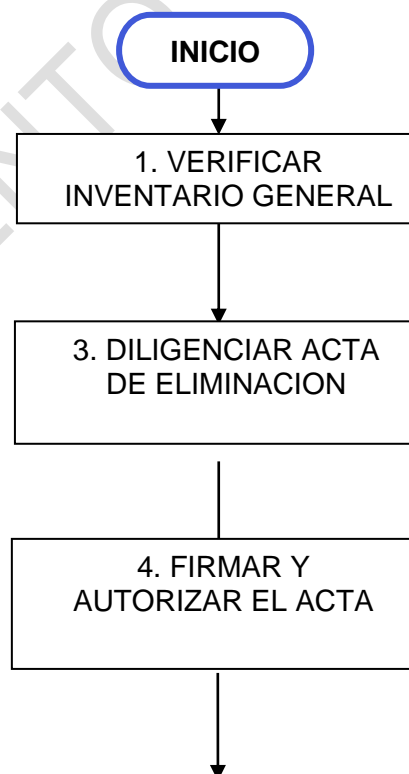 INICIO
1. VERIFICAR
INVENTARIO GENERAL
3. DILIGENCIAR ACTA
DE ELIMINACION
4. FIRMAR Y
AUTORIZAR EL ACTA